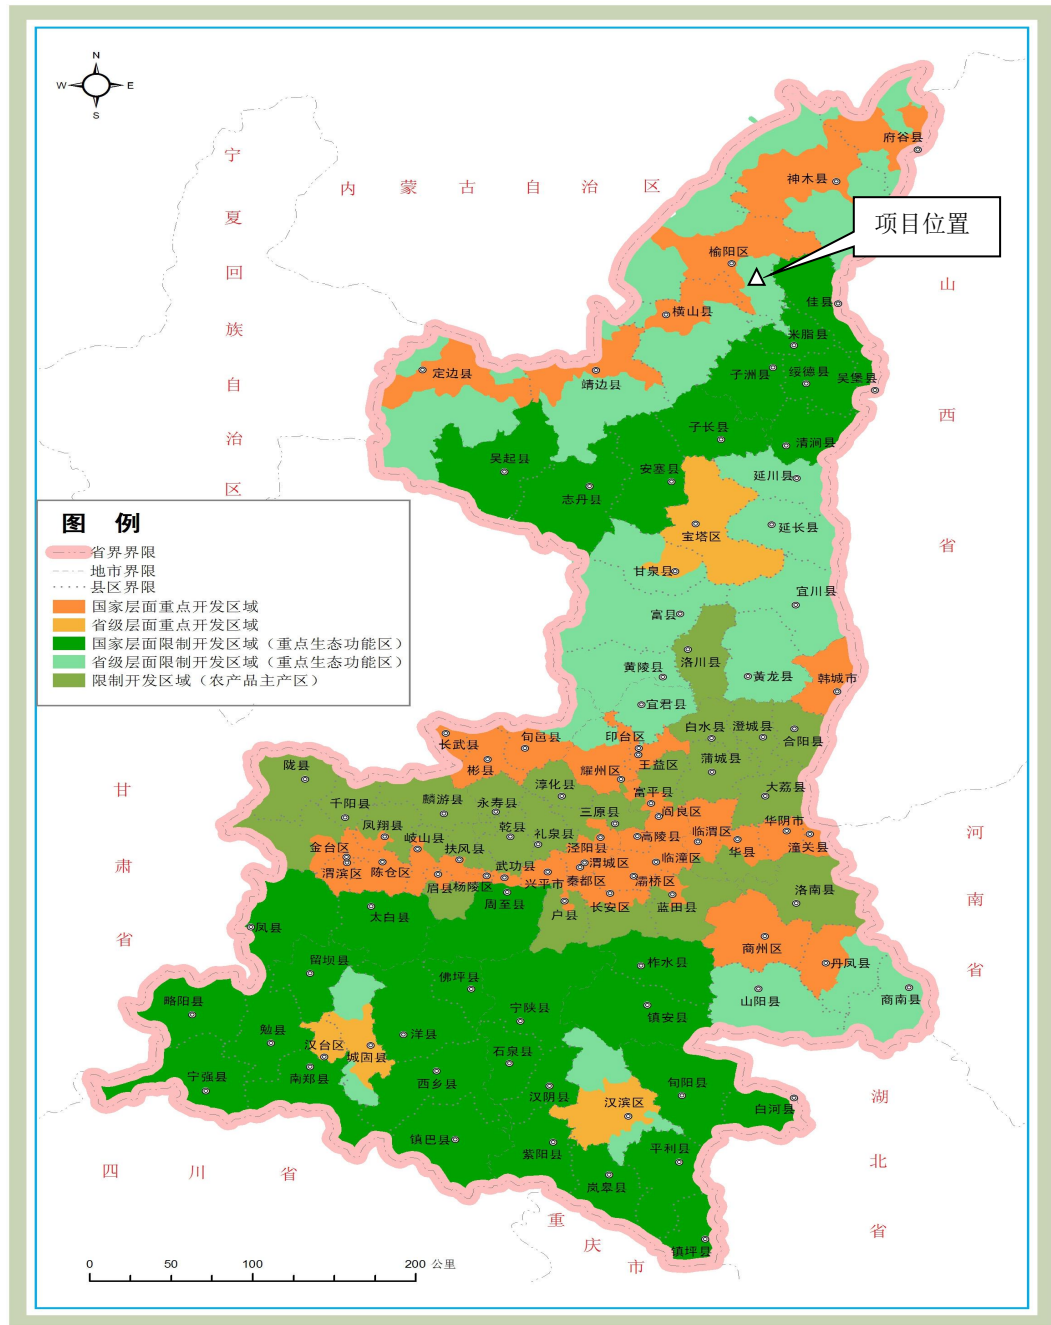 N
W E
S
宁夏回族自治区
内蒙古自治区
府谷县
神木县
项目位置
榆阳区
山西省
佳县
横山县
米脂县
定边县
靖边县
子洲县
绥德县
吴堡县
子长县
清涧县
吴起县
安塞县
延川县
志丹县
宝塔区
延长县
图 例
省界界限
地市界限
县区界限
国家层面重点开发区域
省级层面重点开发区域
国家层面限制开发区域（重点生态功能区）
省级层面限制开发区域（重点生态功能区）
限制开发区域（农产品主产区）
甘泉县
宜川县
富县
洛川县
黄陵县
黄龙县
韩城市
宜君县
白水县
澄城县
合阳县
长武县
旬邑县
印台区
彬县
王益区
蒲城县
陇县
耀州区
淳化县
富平县
大荔县
千阳县
麟游县
永寿县
三原县
阎良区
凤翔县
乾县
礼泉县
临渭区
华阴市
岐山县
高陵县
潼关县
金台区
扶风县
泾阳县
华县
渭滨区
陈仓区
武功县
渭城区
临潼区
眉县
杨陵区
兴平市
秦都区
灞桥区
周至县
长安区
蓝田县
洛南县
户县
太白县
凤县
商州区
甘肃省
河南省
留坝县
佛坪县
柞水县
丹凤县
略阳县
宁陕县
镇安县
山阳县
商南县
勉县
汉台区
城固县
洋县
石泉县
宁强县
南郑县
西乡县
汉阴县
汉滨区
旬阳县
白河县
镇巴县
紫阳县
平利县
岚皋县
镇坪县
四川省
重庆市
湖北省
0 50 100 200 公里